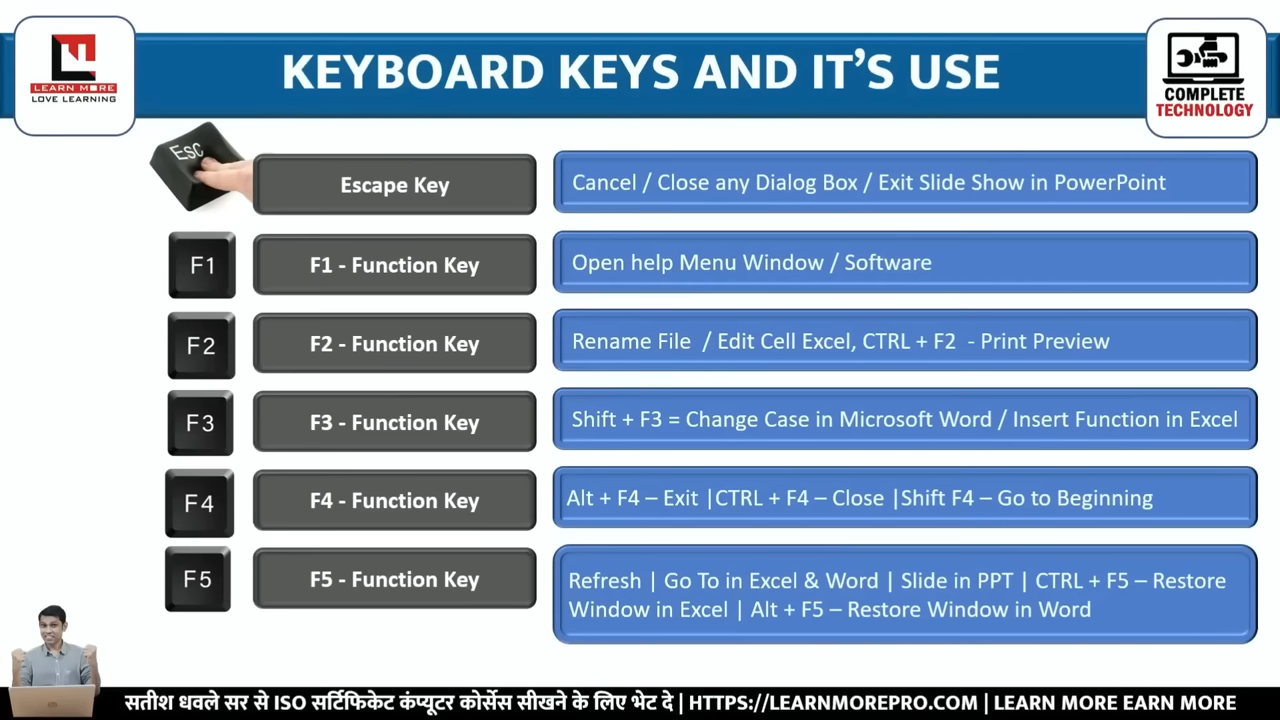 LEARN MORE
LOVE LEARNING
KEYBOARD KEYS AND IT'S USE
COMPLETE
TECHNOLOGY
Esc
Escape Key
Cancel / Close any Dialog Box / Exit Slide Show in PowerPoint
F1
F1 - Function Key
Open help Menu Window / Software
F2
F2 - Function Key
Rename File / Edit Cell Excel, CTRL + F2 - Print Preview
F3
F3 - Function Key
Shift + F3 = Change Case in Microsoft Word / Insert Function in Excel
F4
F4 - Function Key
Alt + F4 – Exit |CTRL + F4 – Close |Shift F4 – Go to Beginning
F5
F5 - Function Key
Refresh | Go To in Excel & Word | Slide in PPT | CTRL + F5 – Restore
Window in Excel | Alt + F5 – Restore Window in Word
सतीश धवले सर से ISO सर्टिफिकेट कंप्यूटर कोर्सेस सीखने के लिए भेट दे | HTTPS://LEARNMOREPRO.COM | LEARN MORE EARN MORE